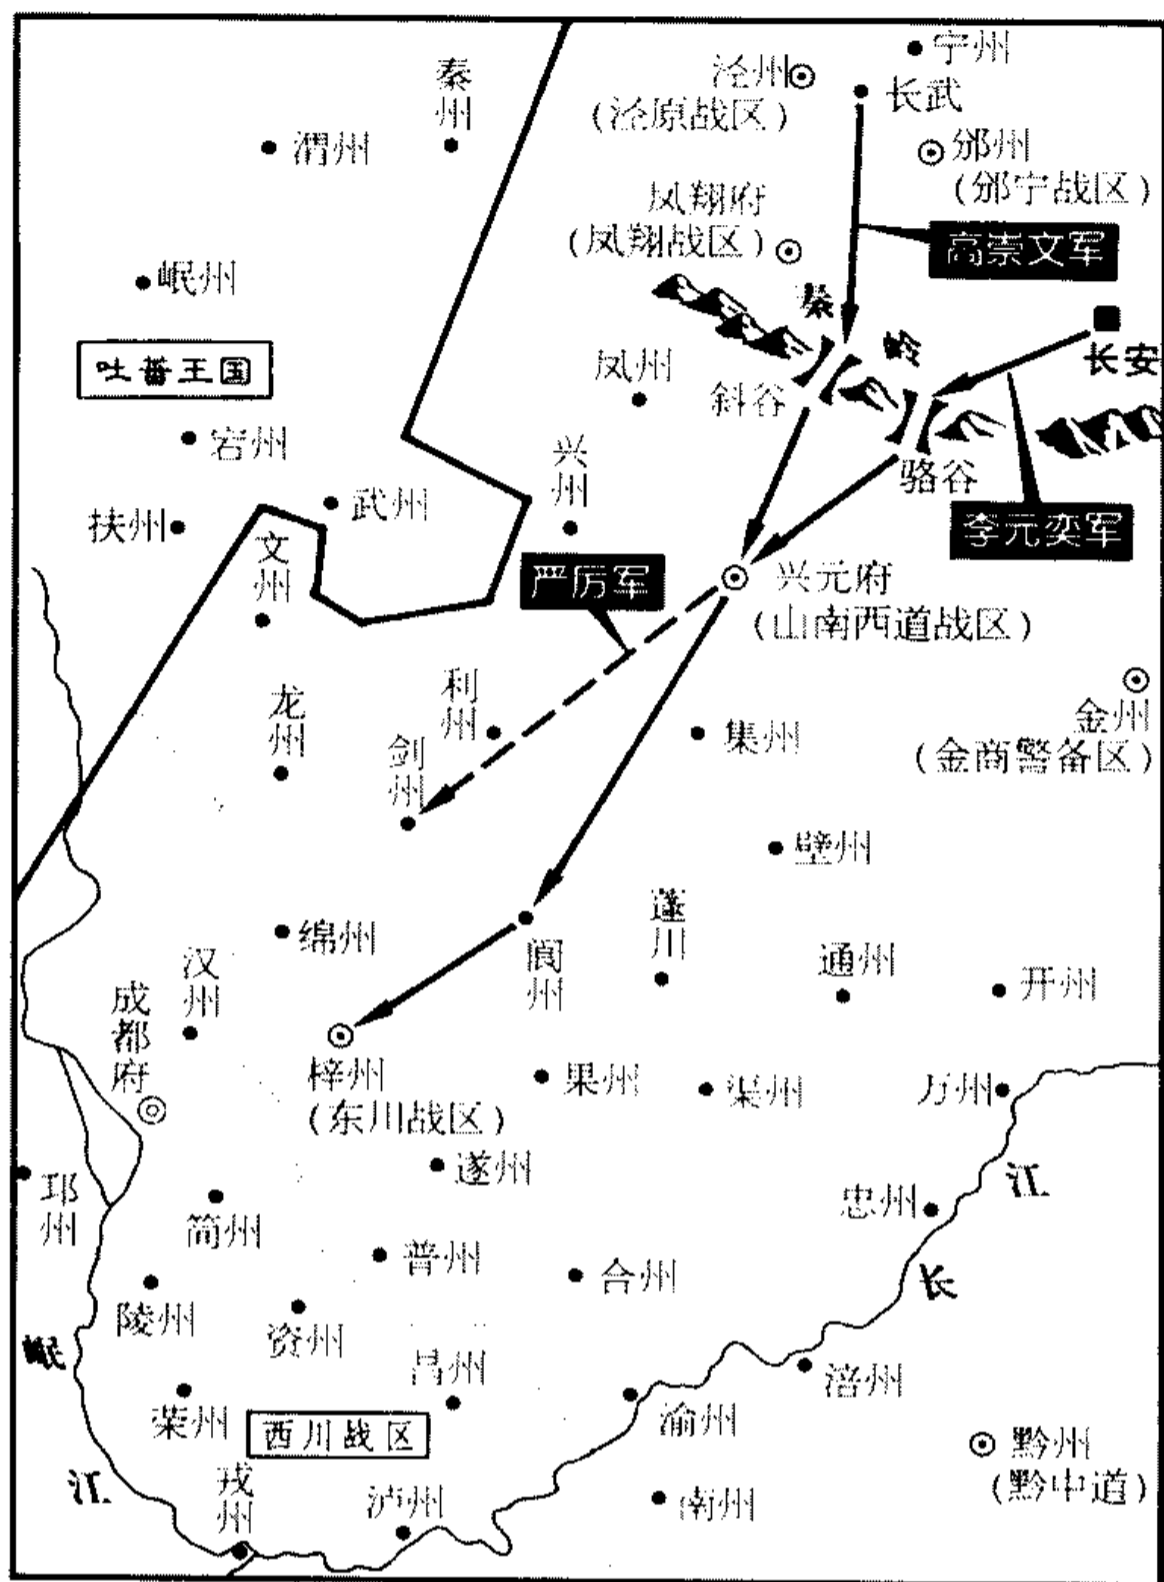 宁州
泾州
(泾原战区)
长武
秦州
渭州
邠州
(邠宁战区)
凤翔府
(凤翔战区)
高崇文军
岷州
秦岭
长安
吐蕃王国
凤州
斜谷
宕州
兴州
骆谷
武州
扶州
李元奕军
文州
严厉军
兴元府
(山南西道战区)
利州
龙州
金州
(金商警备区)
剑州
集州
壁州
蓬川
绵州
阆州
汉州
通州
开州
成都府
梓州
(东川战区)
果州
渠州
万州
遂州
邛州
简州
忠州
长江
普州
合州
陵州
资州
岷江
昌州
涪州
荣州
渝州
西川战区
黔州
(黔中道)
戎州
泸州
南州